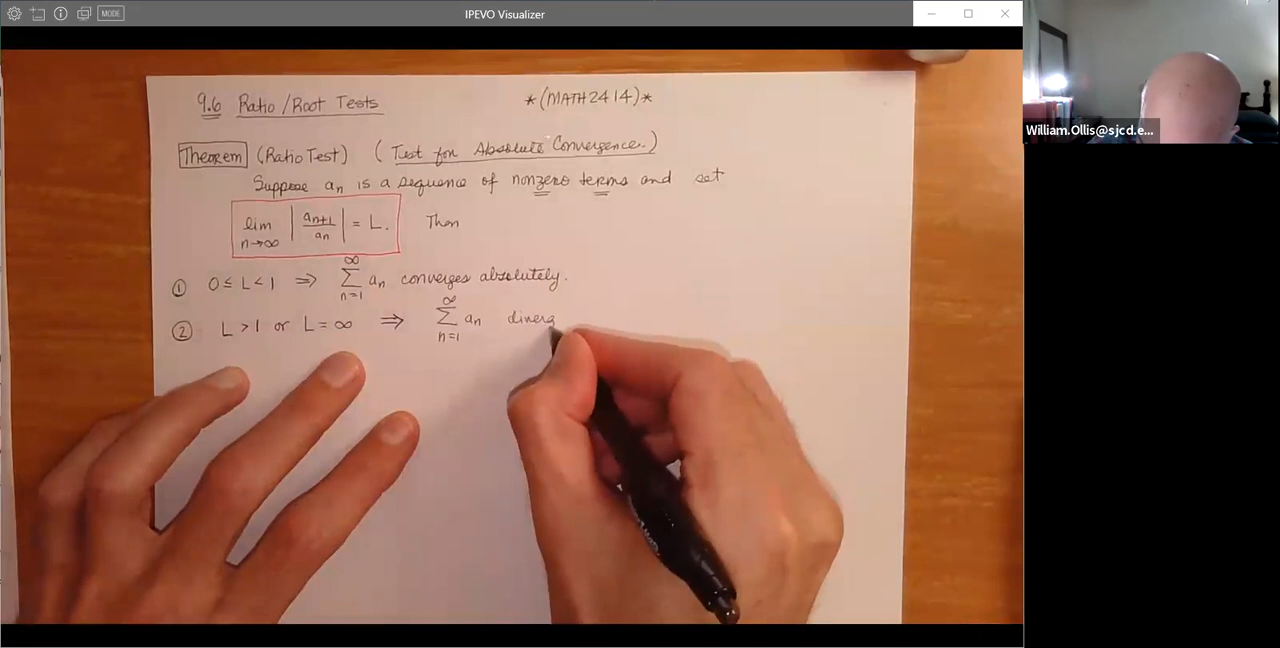 IPEVO Visualizer
MODE
William.Ollis@sjcd.e...
9.6 Ratio/Root Tests *(MATH2414)*
Theorem (Ratio Test) (Test for Absolute Convergence.)
Suppose an is a sequence of nonzero terms and set
lim n→∞ |an+1/an| = L. Then
① 0 ≤ L < 1 ⇒ ∞ Σ n=1 an converges absolutely.
② L > 1 or L = ∞ ⇒ ∞ Σ n=1 an diverg